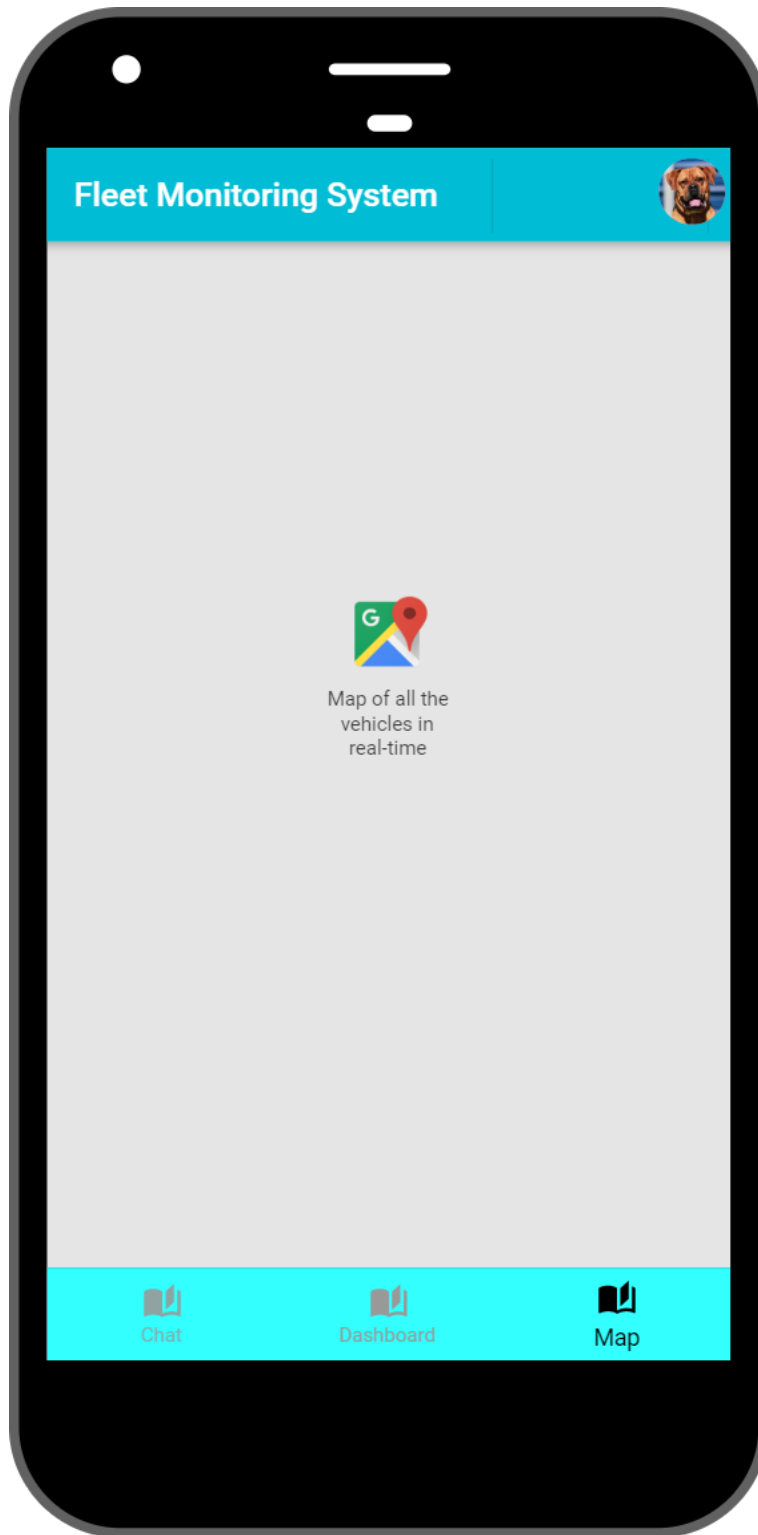 Fleet Monitoring System
G
Map of all the
vehicles in
real-time
Chat
Dashboard
Map